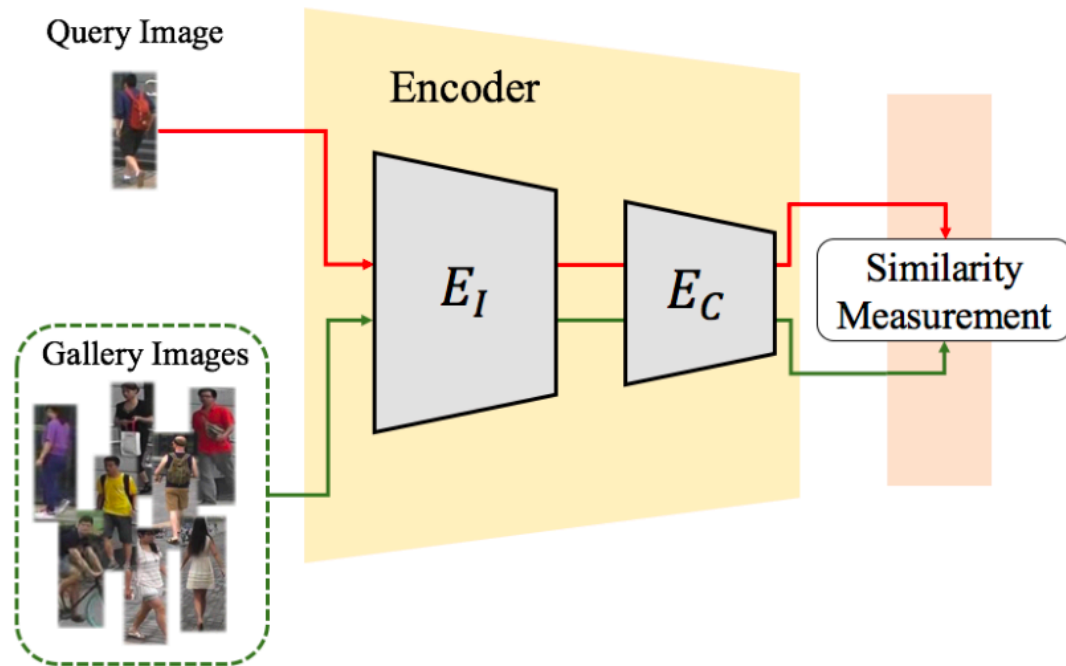 Query Image
Encoder
E_I
E_C
Similarity
Measurement
Gallery Images